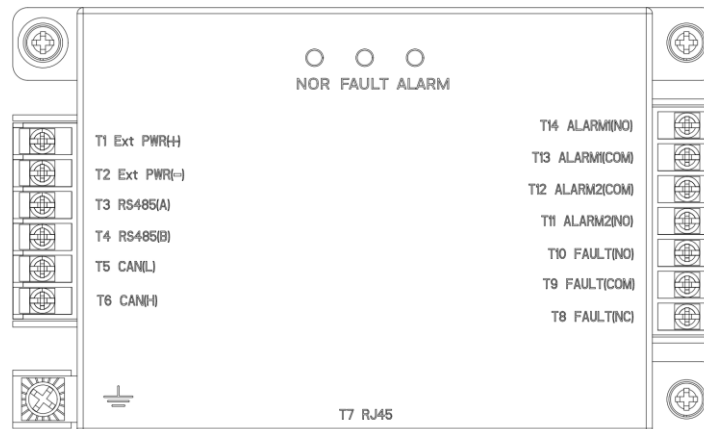 NOR FAULT ALARM
T1 Ext PWR(+)
T2 Ext PWR(-)
T3 RS485(A)
T4 RS485(B)
T5 CAN(L)
T6 CAN(H)
T14 ALARM1(NO)
T13 ALARM1(COM)
T12 ALARM2(COM)
T11 ALARM2(NO)
T10 FAULT(NO)
T9 FAULT(COM)
T8 FAULT(NC)
T7 RJ45